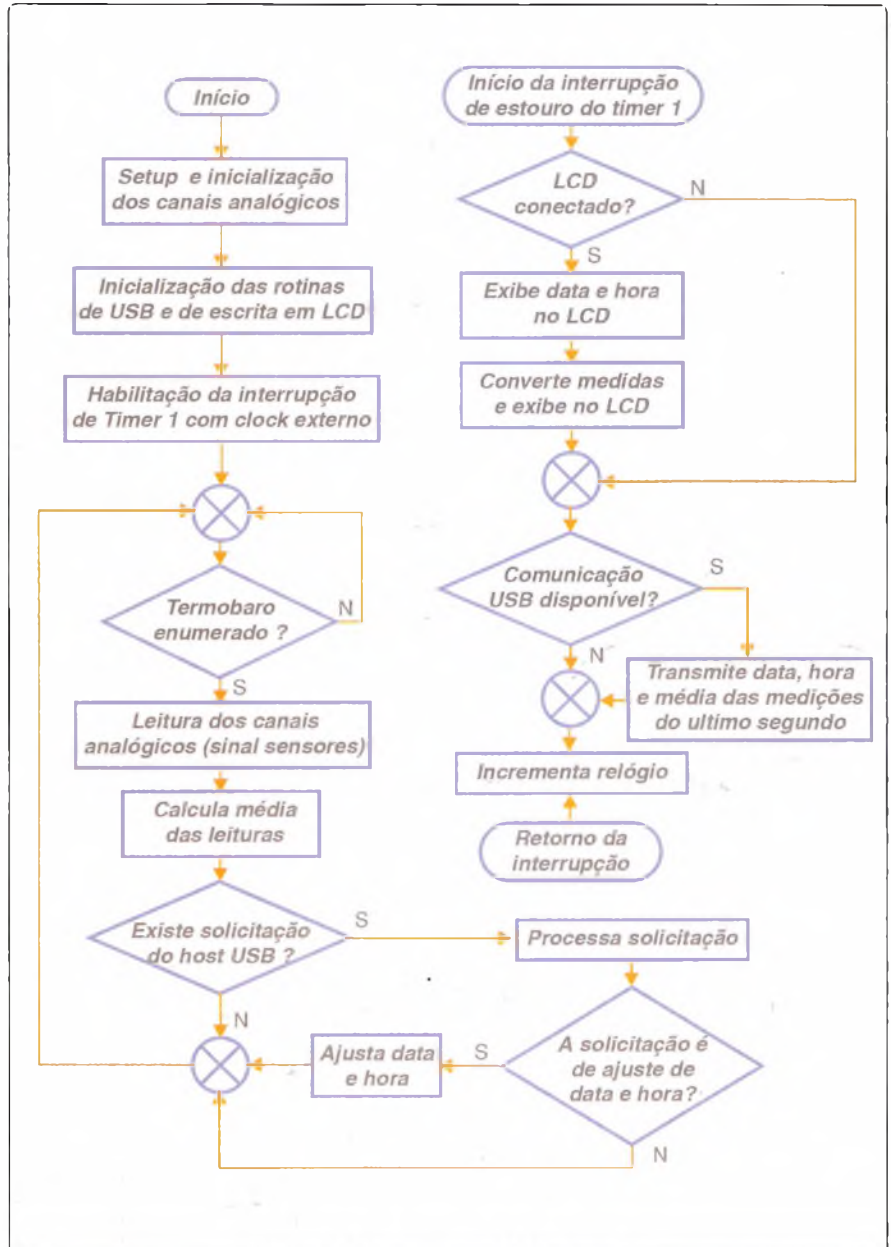 Início
Setup e inicialização
dos canais analógicos
Inicialização das rotinas
de USB e de escrita em LCD
Habilitação da interrupção
de Timer 1 com clock externo
Termobaro
enumerado ?
N
S
Leitura dos canais
analógicos (sinal sensores)
Calcula média
das leituras
Existe solicitação
do host USB ?
S
N
Processa solicitação
A solicitação é
de ajuste de
data e hora?
S
N
Ajusta data
e hora
Início da interrupção
de estouro do timer 1
LCD
conectado?
N
S
Exibe data e hora
no LCD
Converte medidas
e exibe no LCD
Comunicação
USB disponível?
S
N
Transmite data, hora
e média das medições
do ultimo segundo
Incrementa relógio
Retorno da
interrupção